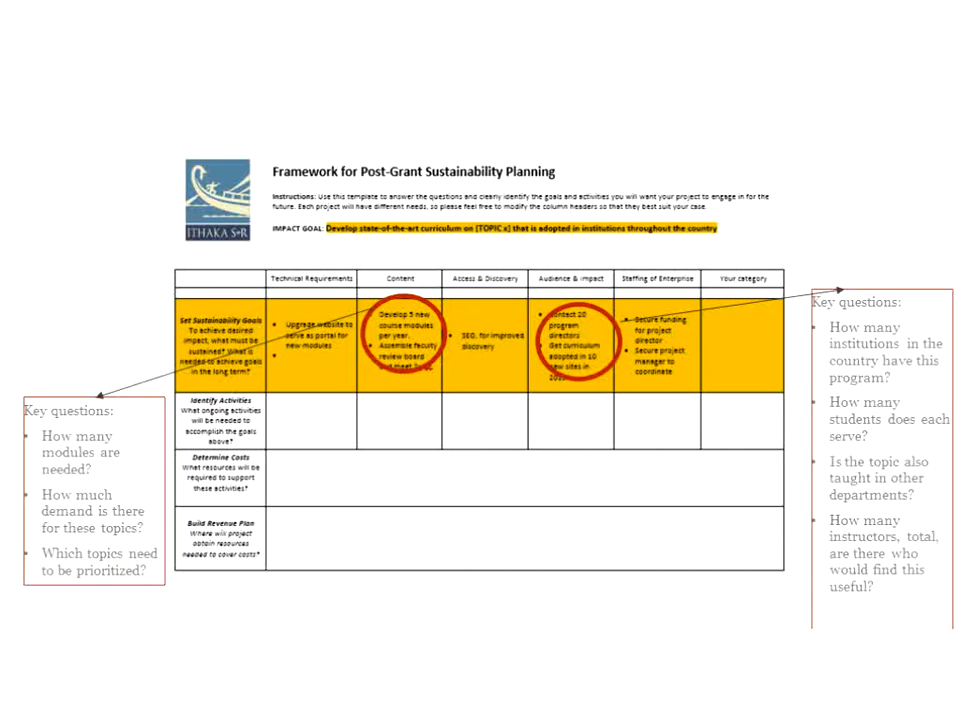 Framework for Post-Grant Sustainability Planning
Instructions: Use this template to answer the questions and clearly identify the goals and activities you will want your project to engage in for the
future. Each project will have different needs, so please feel free to modify the column headers so that they best suit your case.
ITHAKA S+R
IMPACT GOAL: Develop state-of-the-art curriculum on [TOPIC x] that is adopted in institutions throughout the country
Technical Requirements
Content
Access & Discovery
Audience & Impact
Staffing of Enterprise
Your category
Set Sustainability Goals
To achieve desired
impact, what must be
sustained? What is
needed to achieve goals
in the long term?
• Upgrade website to
serve as portal for
new modules
•
Develop 5 new
course modules
per year.
• Assemble faculty
review board
and meet
• SEO, for improved
discovery
• Contact 20
program
directors
• Get curriculum
adopted in 10
new sites in
• Secure funding
for project
director
• Secure project
manager to
coordinate
Identify Activities
What ongoing activities
will be needed to
accomplish the goals
above?
Determine Costs
What resources will be
required to support
these activities?
Build Revenue Plan
Where will project
obtain resources
needed to cover costs?
Key questions:
• How many
modules are
needed?
• How much
demand is there
for these topics?
• Which topics need
to be prioritized?
Key questions:
• How many
institutions in the
country have this
program?
• How many
students does each
serve?
• Is the topic also
taught in other
departments?
• How many
instructors, total,
are there who
would find this
useful?